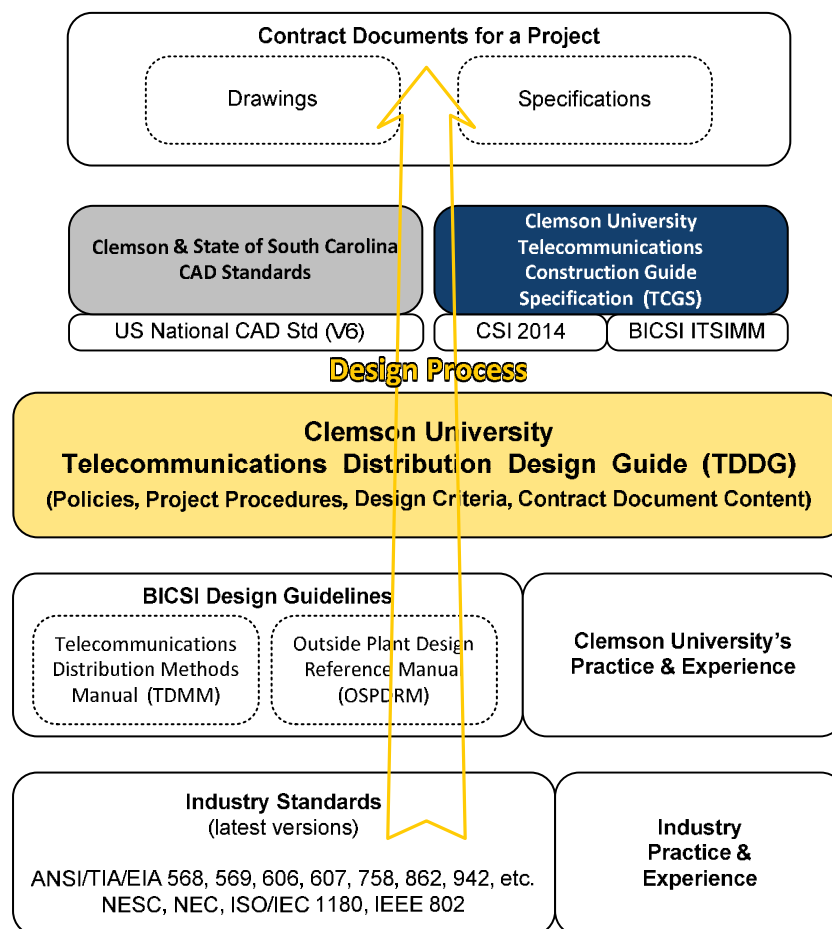 Contract Documents for a Project
Drawings
Specifications
Clemson & State of South Carolina
CAD Standards
Clemson University
Telecommunications
Construction Guide
Specification (TCGS)
US National CAD Std (V6)
CSI 2014
BICSI ITSIMM
Design Process
Clemson University
Telecommunications Distribution Design Guide (TDDG)
(Policies, Project Procedures, Design Criteria, Contract Document Content)
BICSI Design Guidelines
Telecommunications
Distribution Methods
Manual (TDMM)
Outside Plant Design
Reference Manual
(OSPDRM)
Clemson University's
Practice & Experience
Industry Standards
(latest versions)
ANSI/TIA/EIA 568, 569, 606, 607, 758, 862, 942, etc.
NESC, NEC, ISO/IEC 1180, IEEE 802
Industry
Practice &
Experience